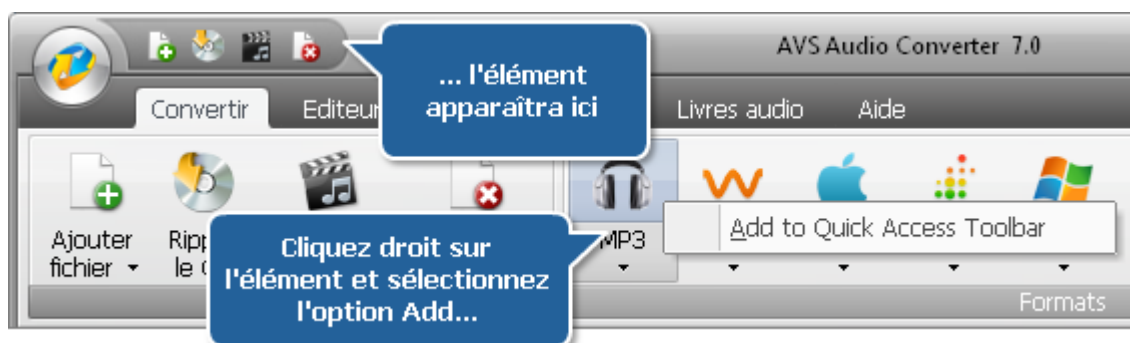 AVS Audio Converter 7.0
... l'élément
apparaîtra ici
Convertir
Livres audio
Aide
Ajouter
fichier
MP3
Add to Quick Access Toolbar
Cliquez droit sur
l'élément et sélectionnez
l'option Add...
Formats